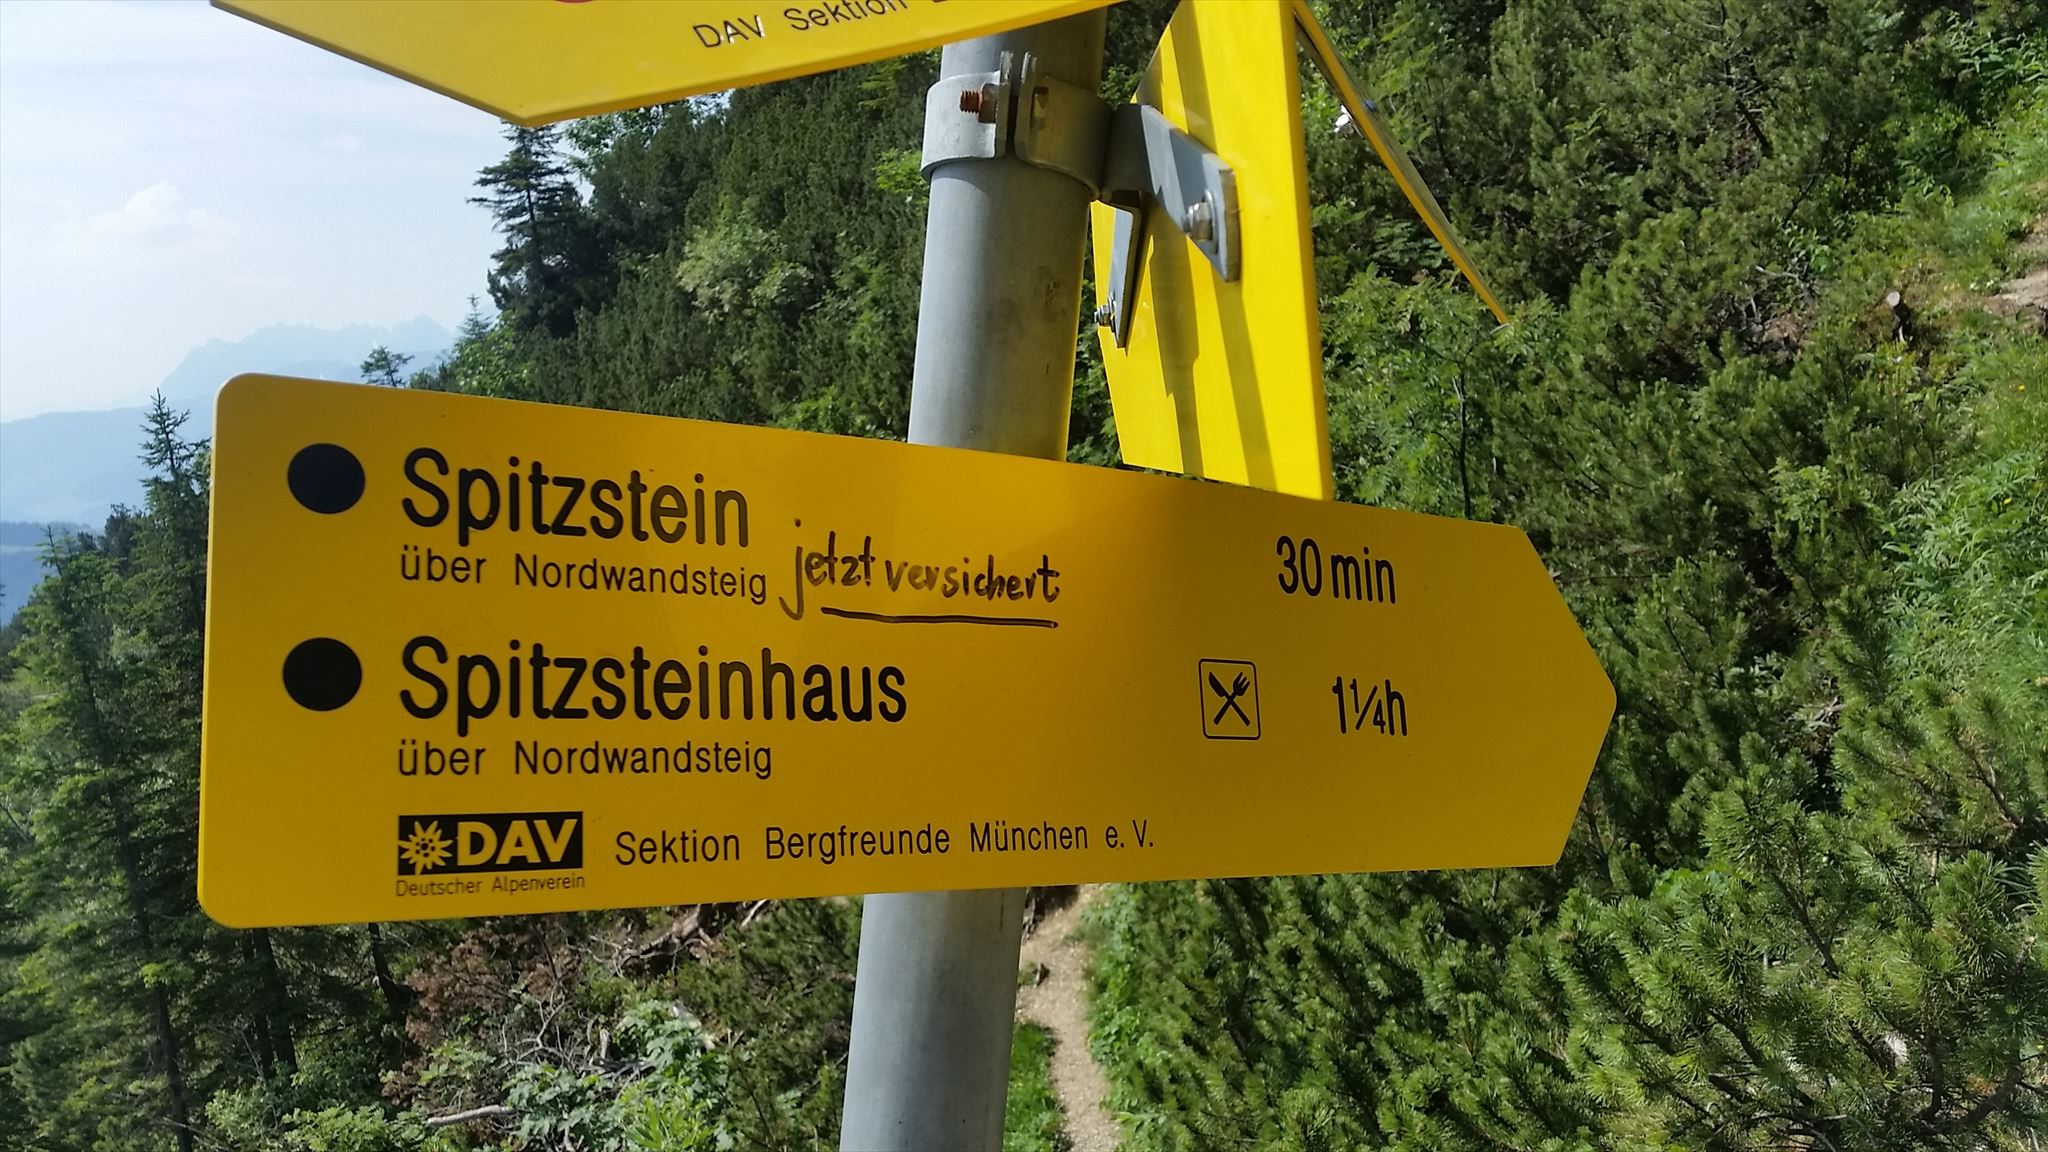 DAV Sektion
Spitzstein
über Nordwandsteig jetzt versichert 30 min
Spitzsteinhaus 1¼h
über Nordwandsteig
DAV
Deutscher Alpenverein
Sektion Bergfreunde München e. V.